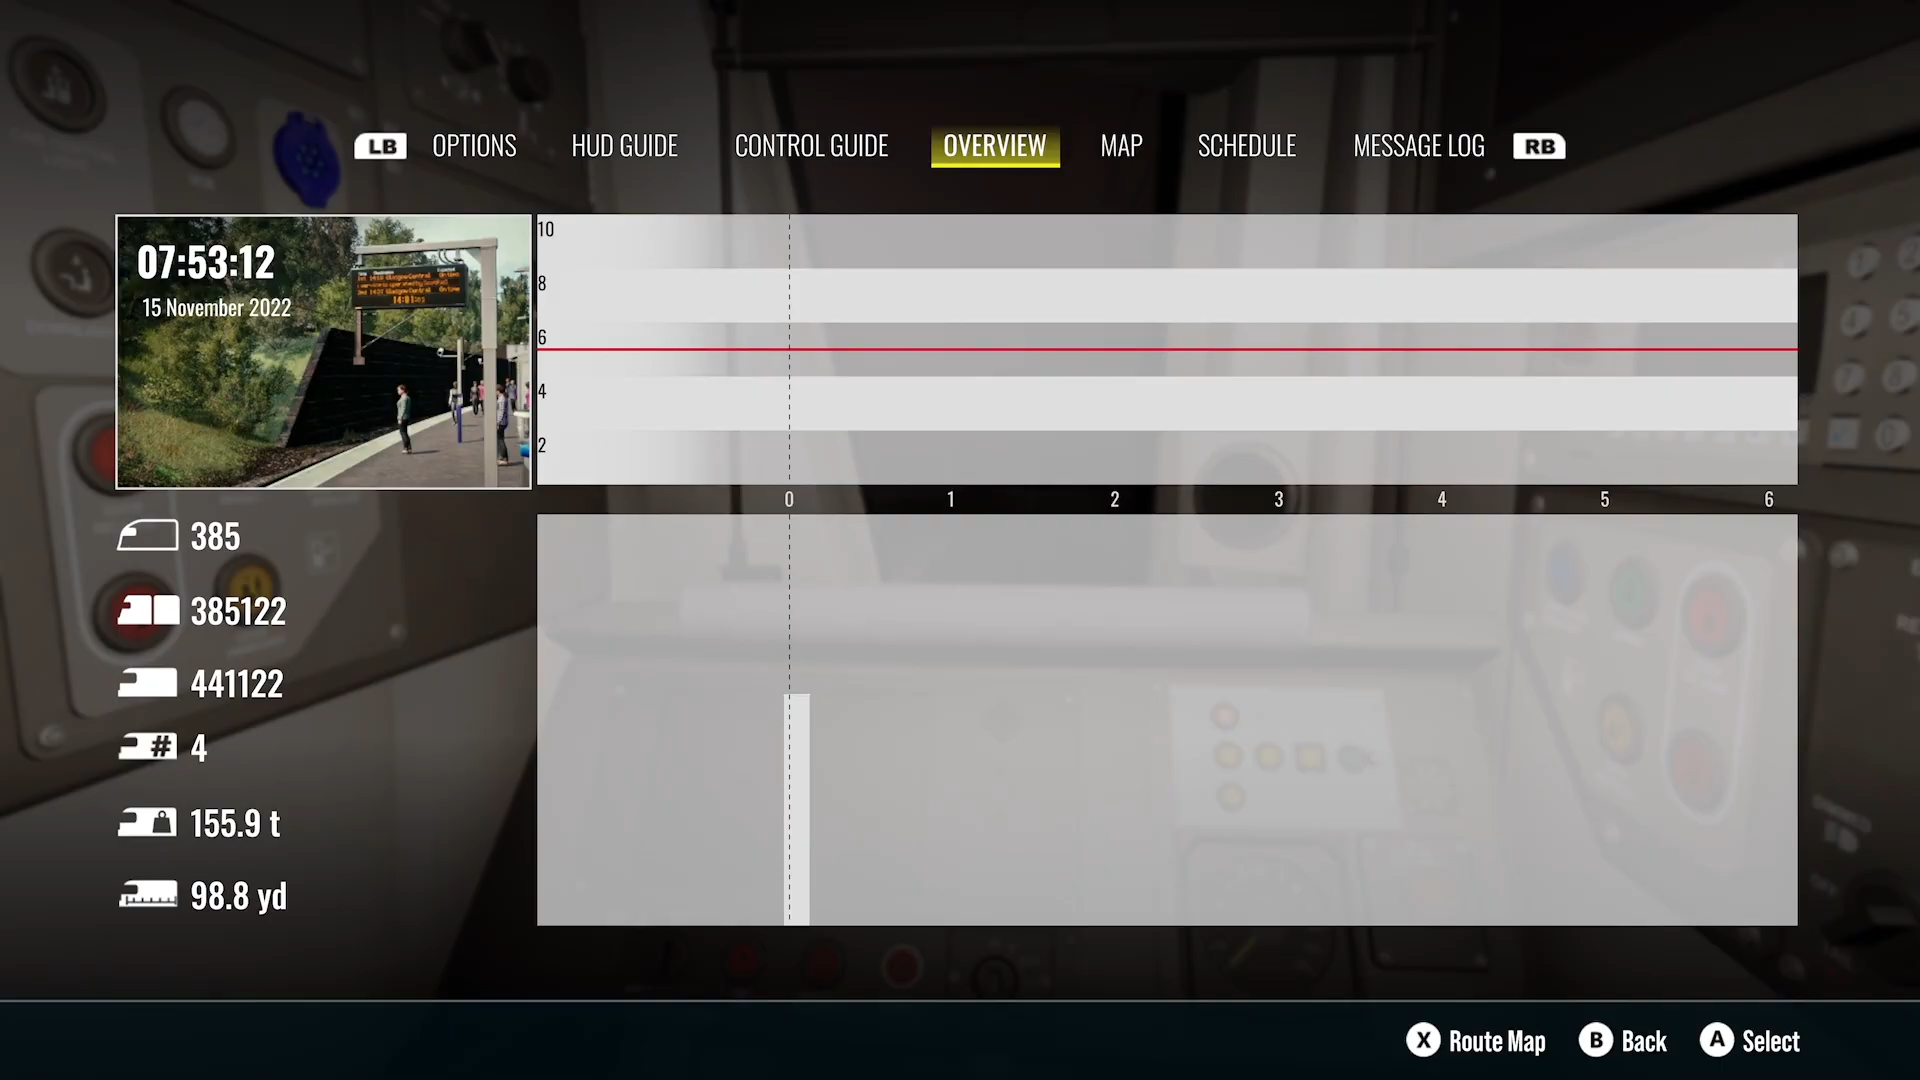 LB OPTIONS HUD GUIDE CONTROL GUIDE OVERVIEW MAP SCHEDULE MESSAGE LOG RB
07:53:12
15 November 2022
10
8
6
4
2
0 1 2 3 4 5 6
385
385122
441122
# 4
155.9 t
98.8 yd
X Route Map B Back A Select